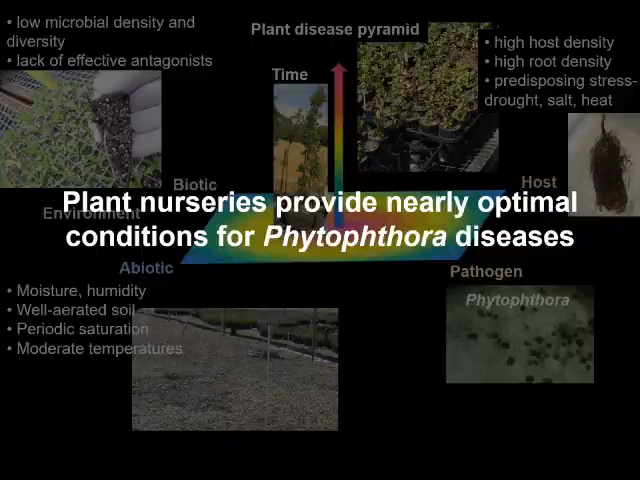 • low microbial density and
diversity
• lack of effective antagonists
Plant disease pyramid
Time
• high host density
• high root density
• predisposing stress-
drought, salt, heat
Biotic
Host
Environment
Plant nurseries provide nearly optimal
conditions for Phytophthora diseases
Abiotic
Pathogen
• Moisture, humidity
• Well-aerated soil
• Periodic saturation
• Moderate temperatures
Phytophthora